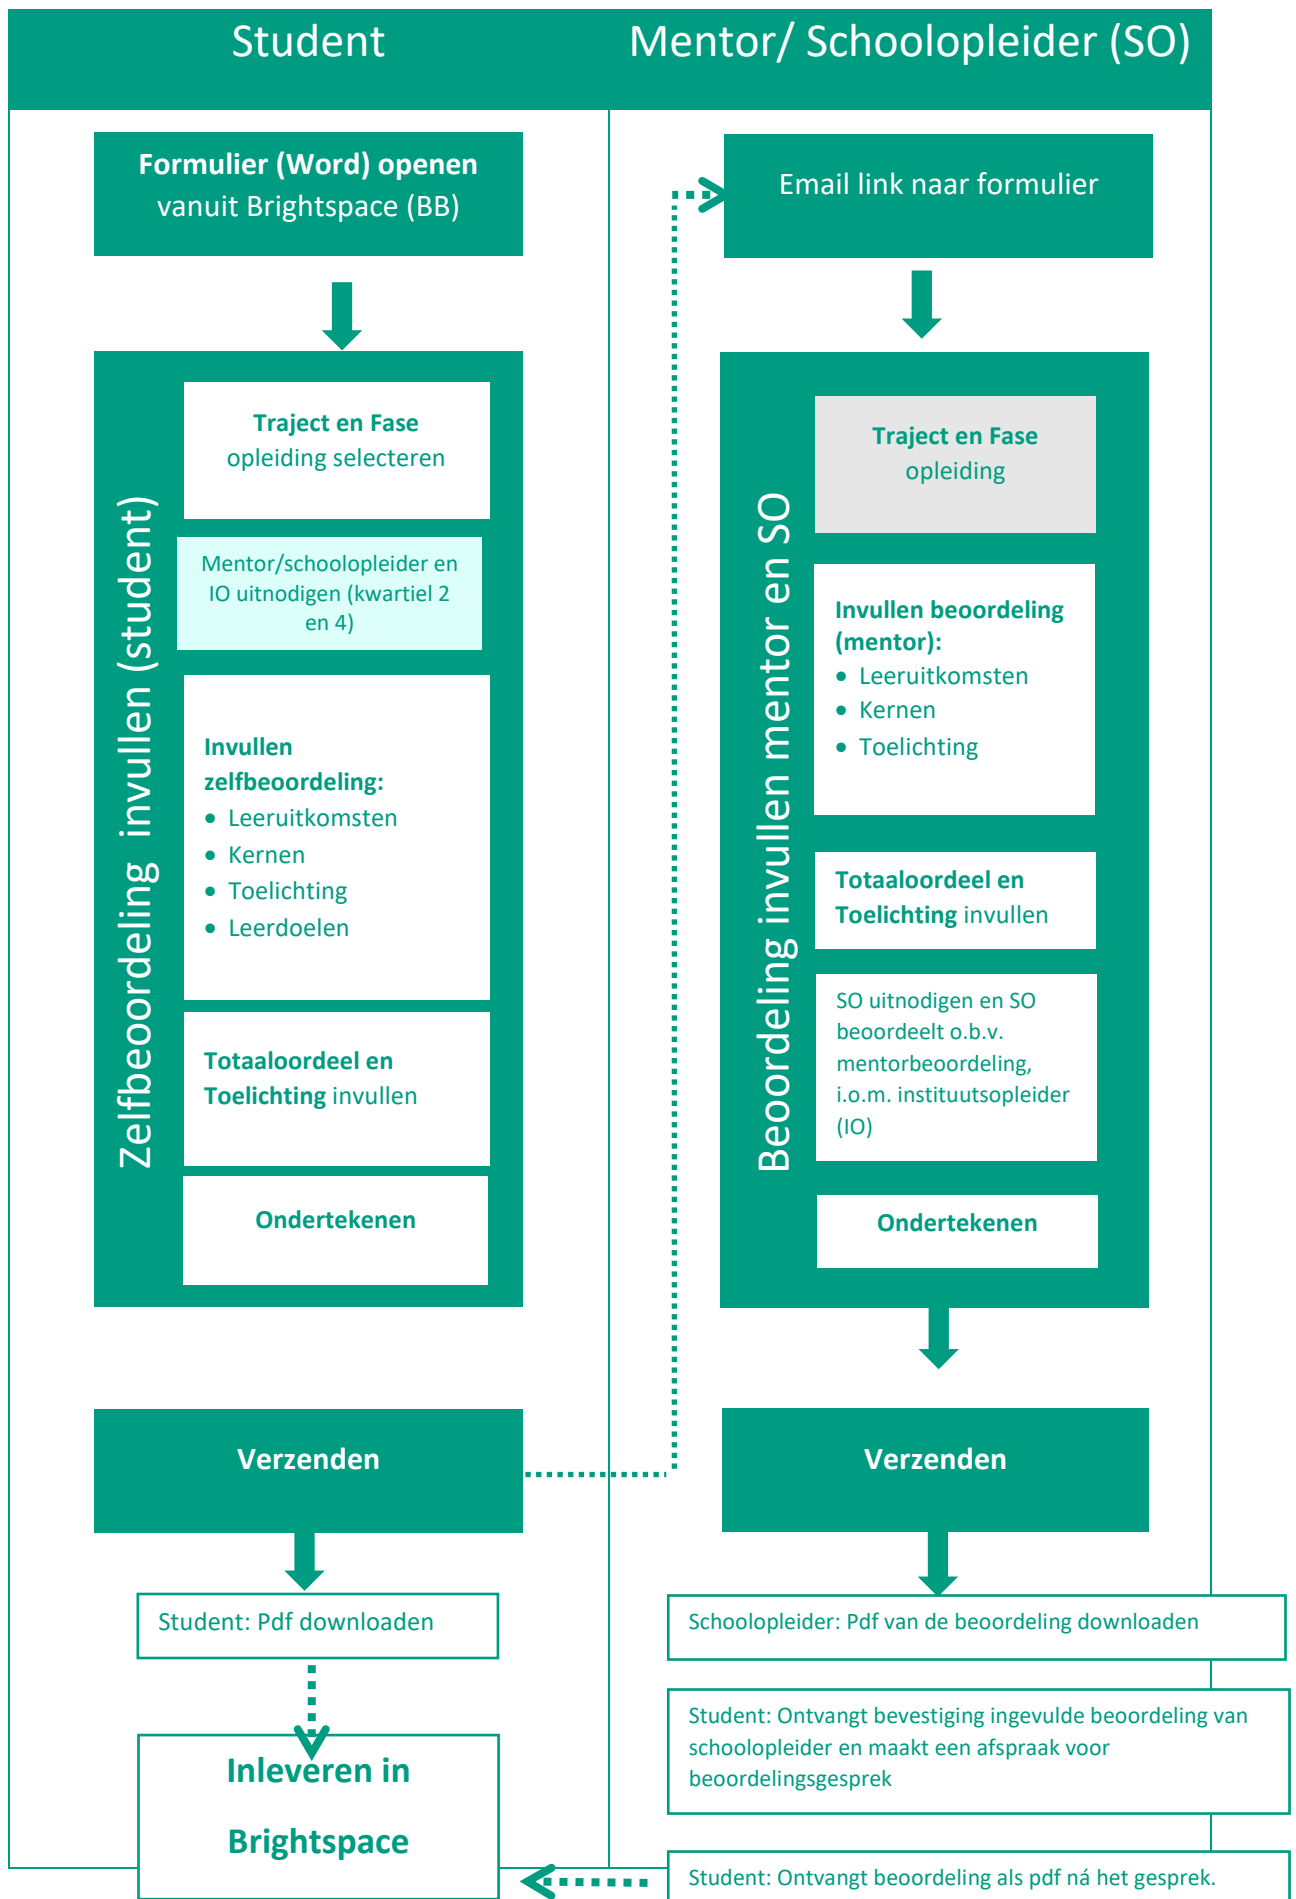 Student
Mentor/ Schoolopleider (SO)
Formulier (Word) openen
vanuit Brightspace (BB)
Zelfbeoordeling invullen (student)
Traject en Fase
opleiding selecteren
Mentor/schoolopleider en
IO uitnodigen (kwartiel 2
en 4)
Invullen
zelfbeoordeling:
• Leeruitkomsten
• Kernen
• Toelichting
• Leerdoelen
Totaaloordeel en
Toelichting invullen
Ondertekenen
Verzenden
Student: Pdf downloaden
Inleveren in
Brightspace
Email link naar formulier
Beoordeling invullen mentor en SO
Traject en Fase
opleiding
Invullen beoordeling
(mentor):
• Leeruitkomsten
• Kernen
• Toelichting
Totaaloordeel en
Toelichting invullen
SO uitnodigen en SO
beoordeelt o.b.v.
mentorbeoordeling,
i.o.m. instituutsopleider
(IO)
Ondertekenen
Verzenden
Schoolopleider: Pdf van de beoordeling downloaden
Student: Ontvangt bevestiging ingevulde beoordeling van
schoolopleider en maakt een afspraak voor
beoordelingsgesprek
Student: Ontvangt beoordeling als pdf ná het gesprek.